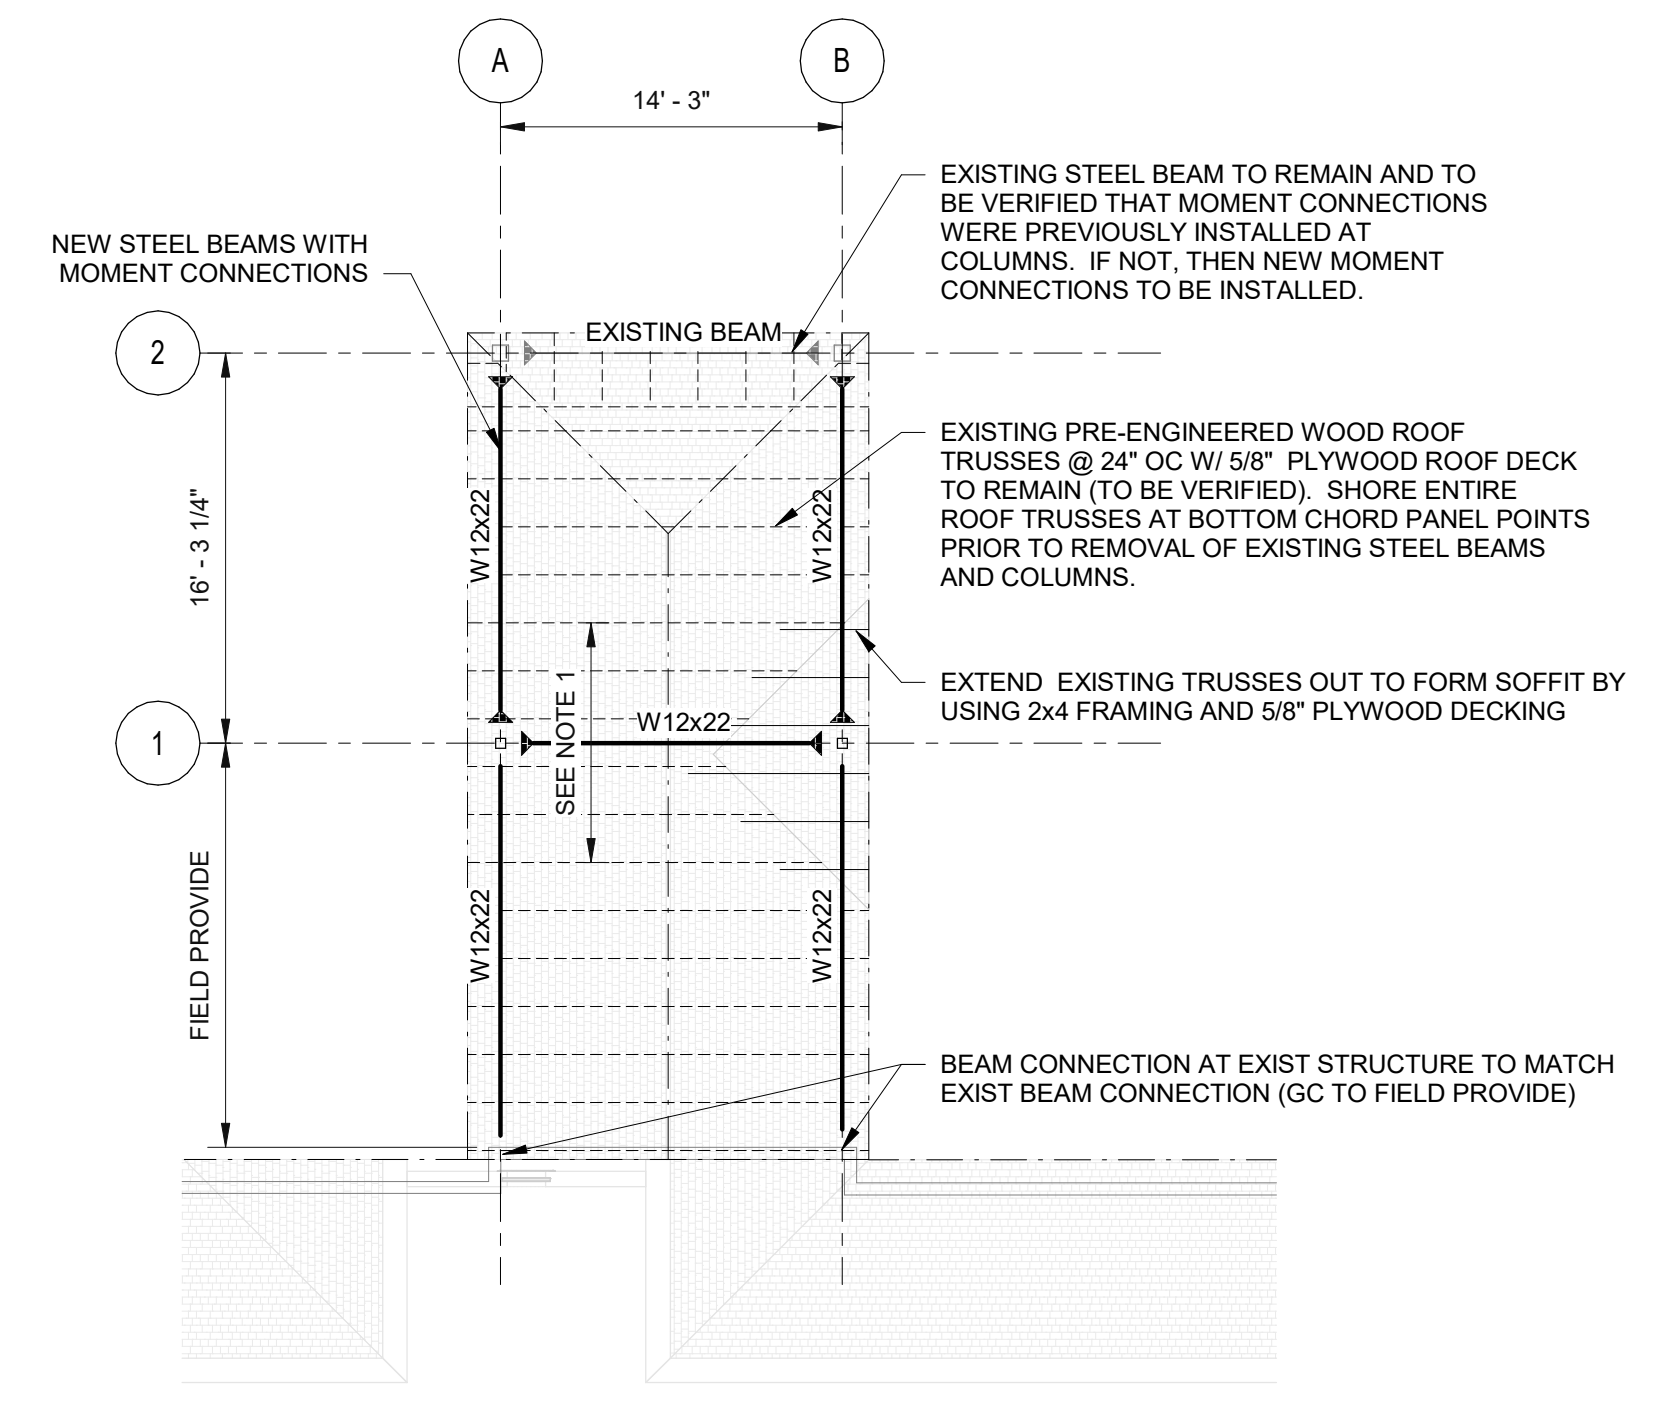 A
B
14' - 3"
EXISTING STEEL BEAM TO REMAIN AND TO
BE VERIFIED THAT MOMENT CONNECTIONS
WERE PREVIOUSLY INSTALLED AT
COLUMNS.  IF NOT, THEN NEW MOMENT
CONNECTIONS TO BE INSTALLED.
NEW STEEL BEAMS WITH
MOMENT CONNECTIONS
2
EXISTING BEAM
EXISTING PRE-ENGINEERED WOOD ROOF
TRUSSES @ 24" OC W/ 5/8"  PLYWOOD ROOF DECK
TO REMAIN (TO BE VERIFIED).  SHORE ENTIRE
ROOF TRUSSES AT BOTTOM CHORD PANEL POINTS
PRIOR TO REMOVAL OF EXISTING STEEL BEAMS
AND COLUMNS.
16' - 3 1/4"
W12x22
W12x22
EXTEND  EXISTING TRUSSES OUT TO FORM SOFFIT BY
USING 2x4 FRAMING AND 5/8" PLYWOOD DECKING
1
SEE NOTE 1
W12x22
FIELD PROVIDE
W12x22
W12x22
BEAM CONNECTION AT EXIST STRUCTURE TO MATCH
EXIST BEAM CONNECTION (GC TO FIELD PROVIDE)